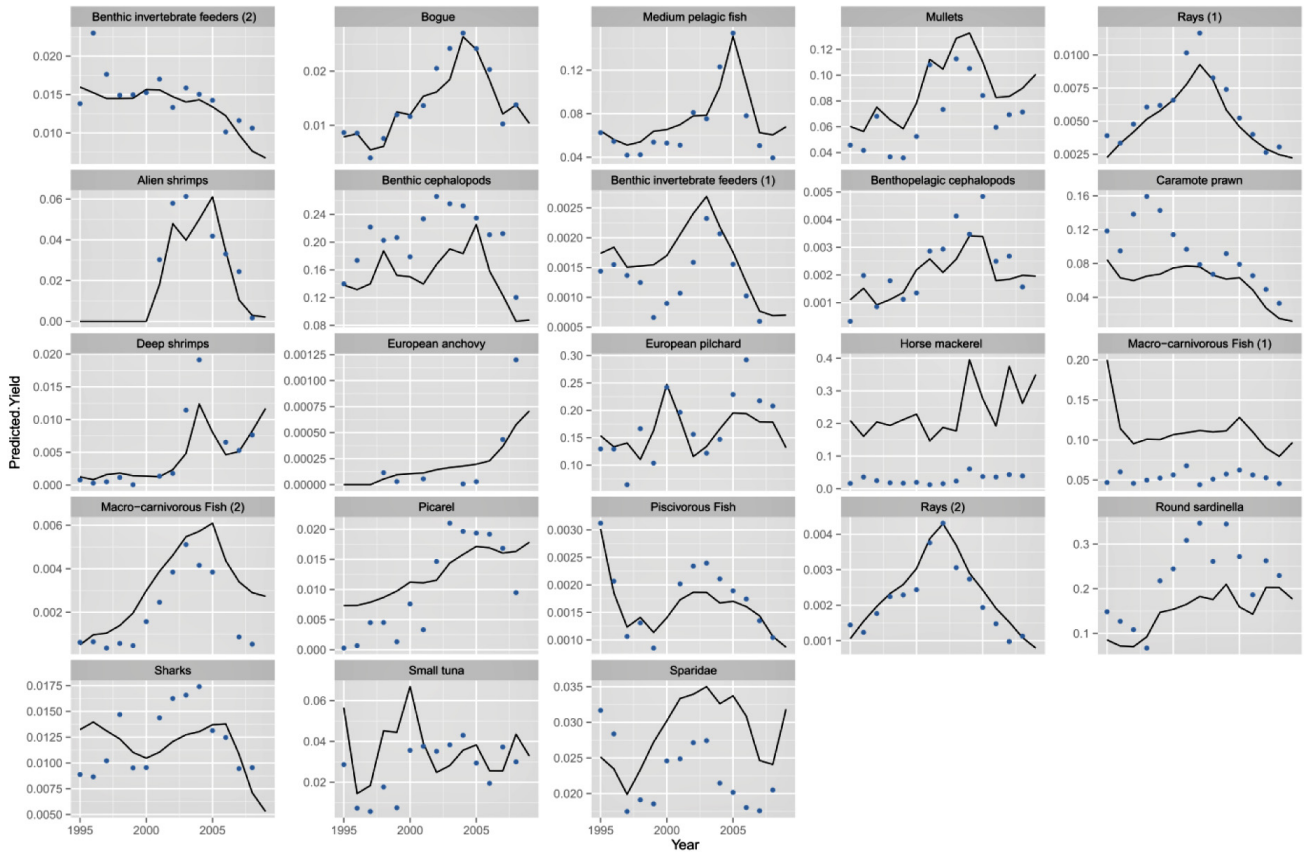 Benthic invertebrate feeders (2) Bogue Medium pelagic fish Mullets Rays (1)
0.020 0.015 0.010
0.02 0.01
0.16 0.12 0.08 0.04
0.12 0.10 0.08 0.06 0.04
0.0100 0.0075 0.0050 0.0025
Alien shrimps Benthic cephalopods Benthic invertebrate feeders (1) Benthopelagic cephalopods Caramote prawn
0.06 0.04 0.02 0.00
0.24 0.20 0.16 0.12 0.08
0.0025 0.0020 0.0015 0.0010 0.0005
0.005 0.004 0.003 0.002 0.001
0.16 0.12 0.08 0.04
Deep shrimps European anchovy European pilchard Horse mackerel Macro-carnivorous Fish (1)
0.020 0.015 0.010 0.005 0.000
0.00125 0.00100 0.00075 0.00050 0.00025 0.00000
0.30 0.25 0.20 0.15 0.10
0.4 0.3 0.2 0.1 0.0
0.20 0.15 0.10 0.05
Macro-carnivorous Fish (2) Picarel Piscivorous Fish Rays (2) Round sardinella
0.006 0.004 0.002
0.020 0.015 0.010 0.005 0.000
0.0030 0.0025 0.0020 0.0015 0.0010
0.004 0.003 0.002 0.001
0.3 0.2 0.1
Sharks Small tuna Sparidae
0.0175 0.0150 0.0125 0.0100 0.0075 0.0050
0.06 0.04 0.02
0.035 0.030 0.025 0.020
1995 2000 2005 1995 2000 2005 1995 2000 2005
Predicted.Yield
Year